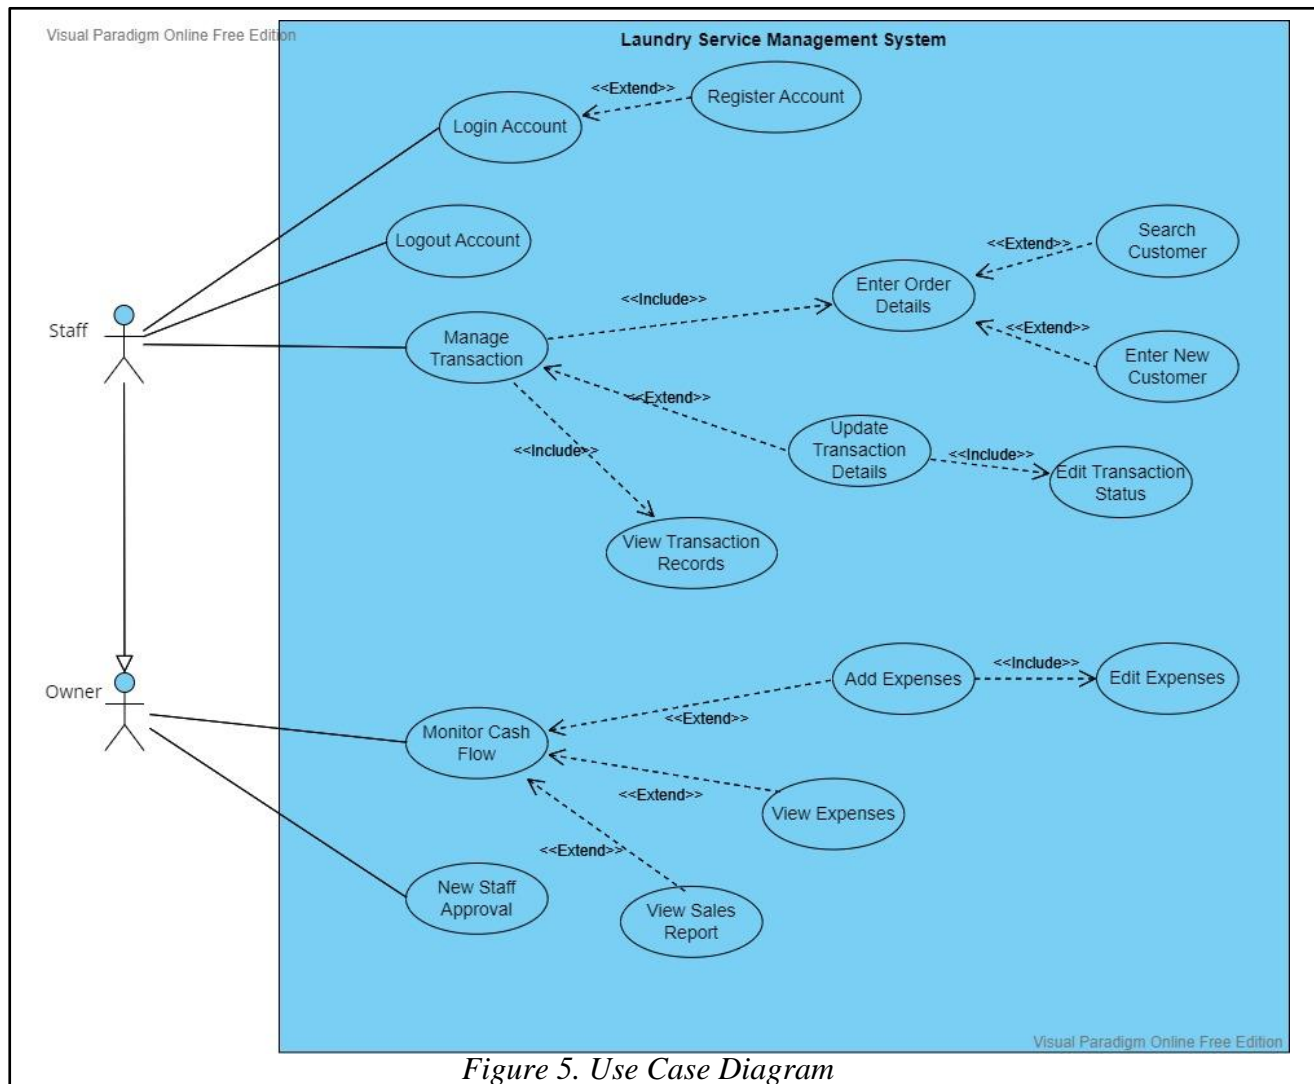 Visual Paradigm Online Free Edition
Laundry Service Management System
<<Extend>>
Register Account
Login Account
Logout Account
Search
Customer
<<Extend>>
Enter Order
Details
<<Include>>
Staff
Manage
Transaction
<<Extend>>
Enter New
Customer
<<Extend>>
Update
Transaction
Details
<<Include>>
<<Include>>
Edit Transaction
Status
View Transaction
Records
Owner
Add Expenses
<<Include>>
Edit Expenses
<<Extend>>
Monitor Cash
Flow
<<Extend>>
View Expenses
<<Extend>>
New Staff
Approval
View Sales
Report
Visual Paradigm Online Free Edition
Figure 5. Use Case Diagram